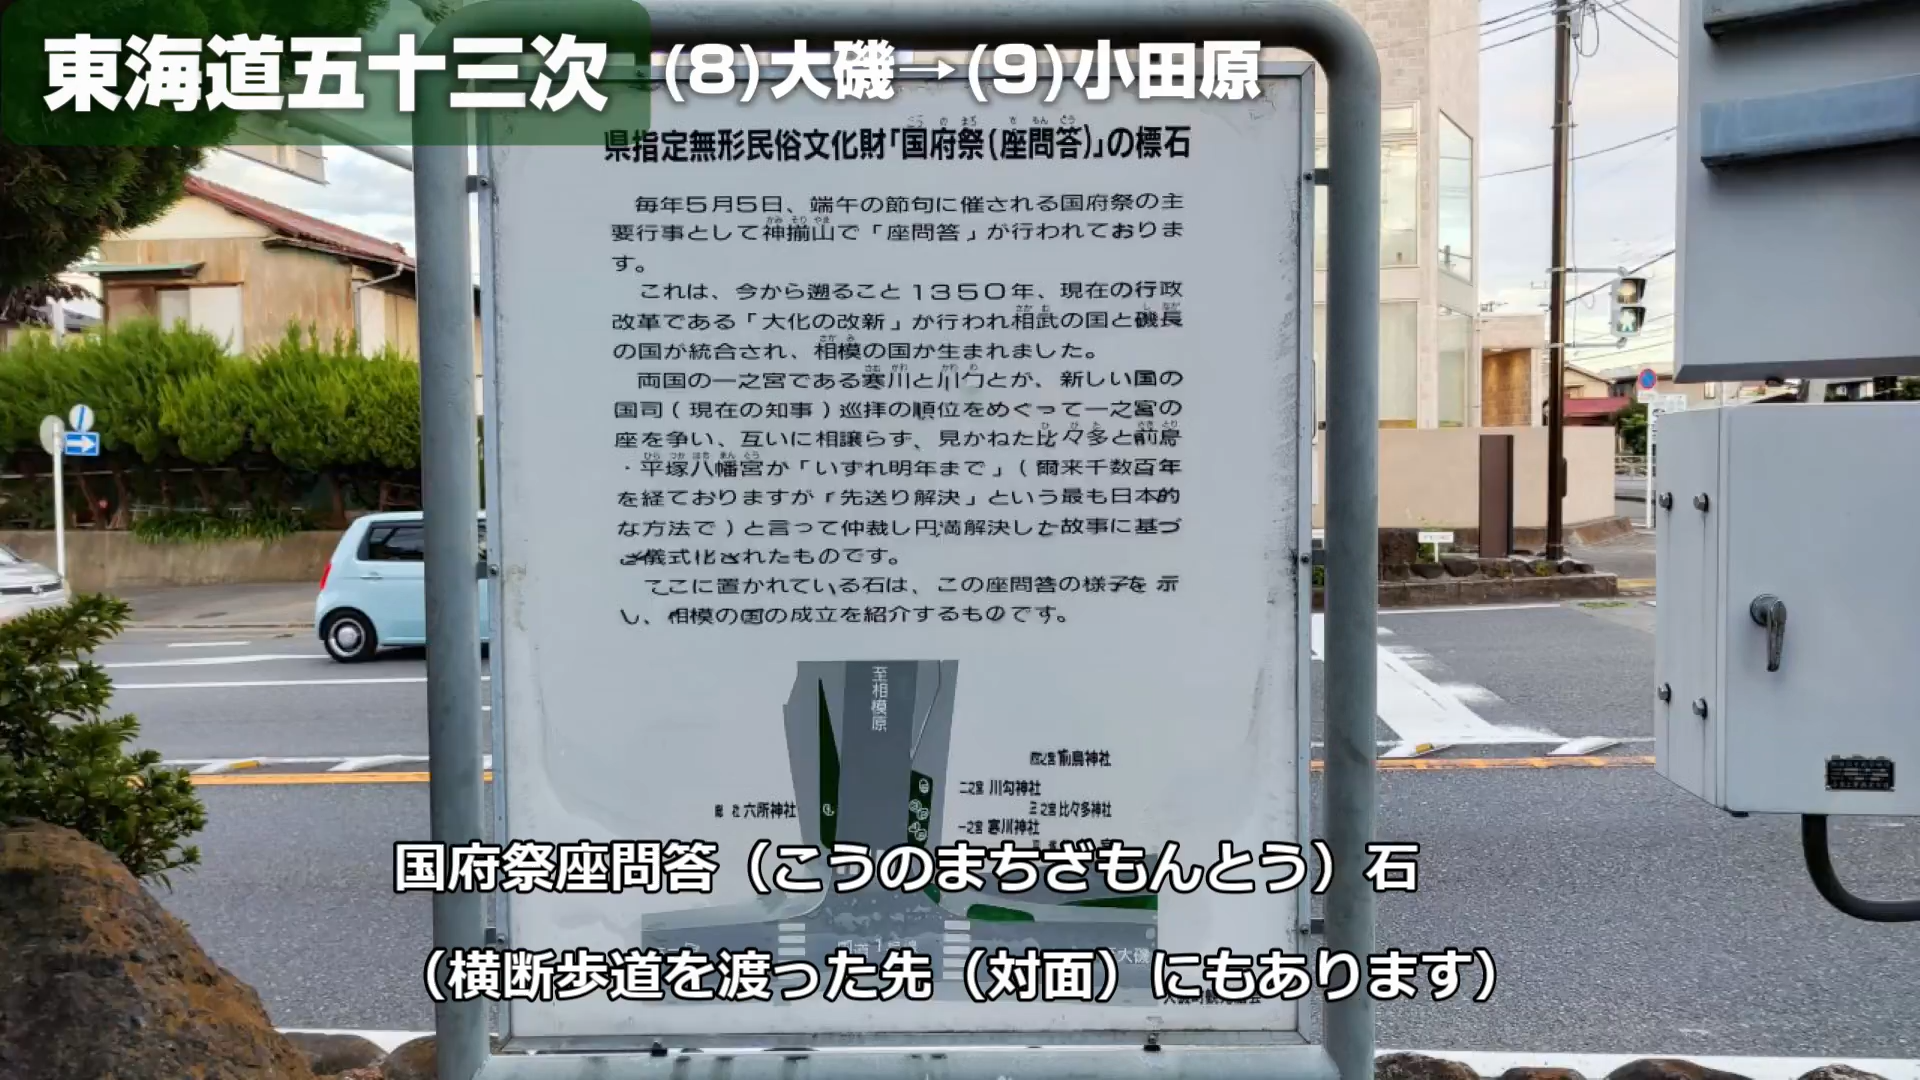 東海道五十三次 (8)大磯→(9)小田原
県指定無形民俗文化財「国府祭(座問答)」の標石
毎年5月5日、端午の節句に催される国府祭の主
要行事として神揃山で「座問答」が行われておりま
す。
これは、今から遡ること1350年、現在の行政
改革である「大化の改新」が行われ相武の国と磯長
の国が統合され、相模の国が生まれました。
両国の一之宮である寒川と川勾とが、新しい国の
国司(現在の知事)巡拝の順位をめぐって一之宮の
座を争い、互いに相譲らず、見かねた比々多と前鳥
・平塚八幡宮が「いずれ明年まで」(爾来千数百年
を経ておりますが「先送り解決」という最も日本的
な方法で)と言って仲裁し円満解決した故事に基づ
き儀式化されたものです。
ここに置かれている石は、この座問答の様子を示
し、相模の国の成立を紹介するものです。
至相模原
四之宮 前鳥神社
二之宮 川勾神社
総社 六所神社
三之宮 比々多神社
一之宮 寒川神社
国府祭座問答（こうのまちざもんとう）石
国道1号線
大磯
（横断歩道を渡った先（対面）にもあります）